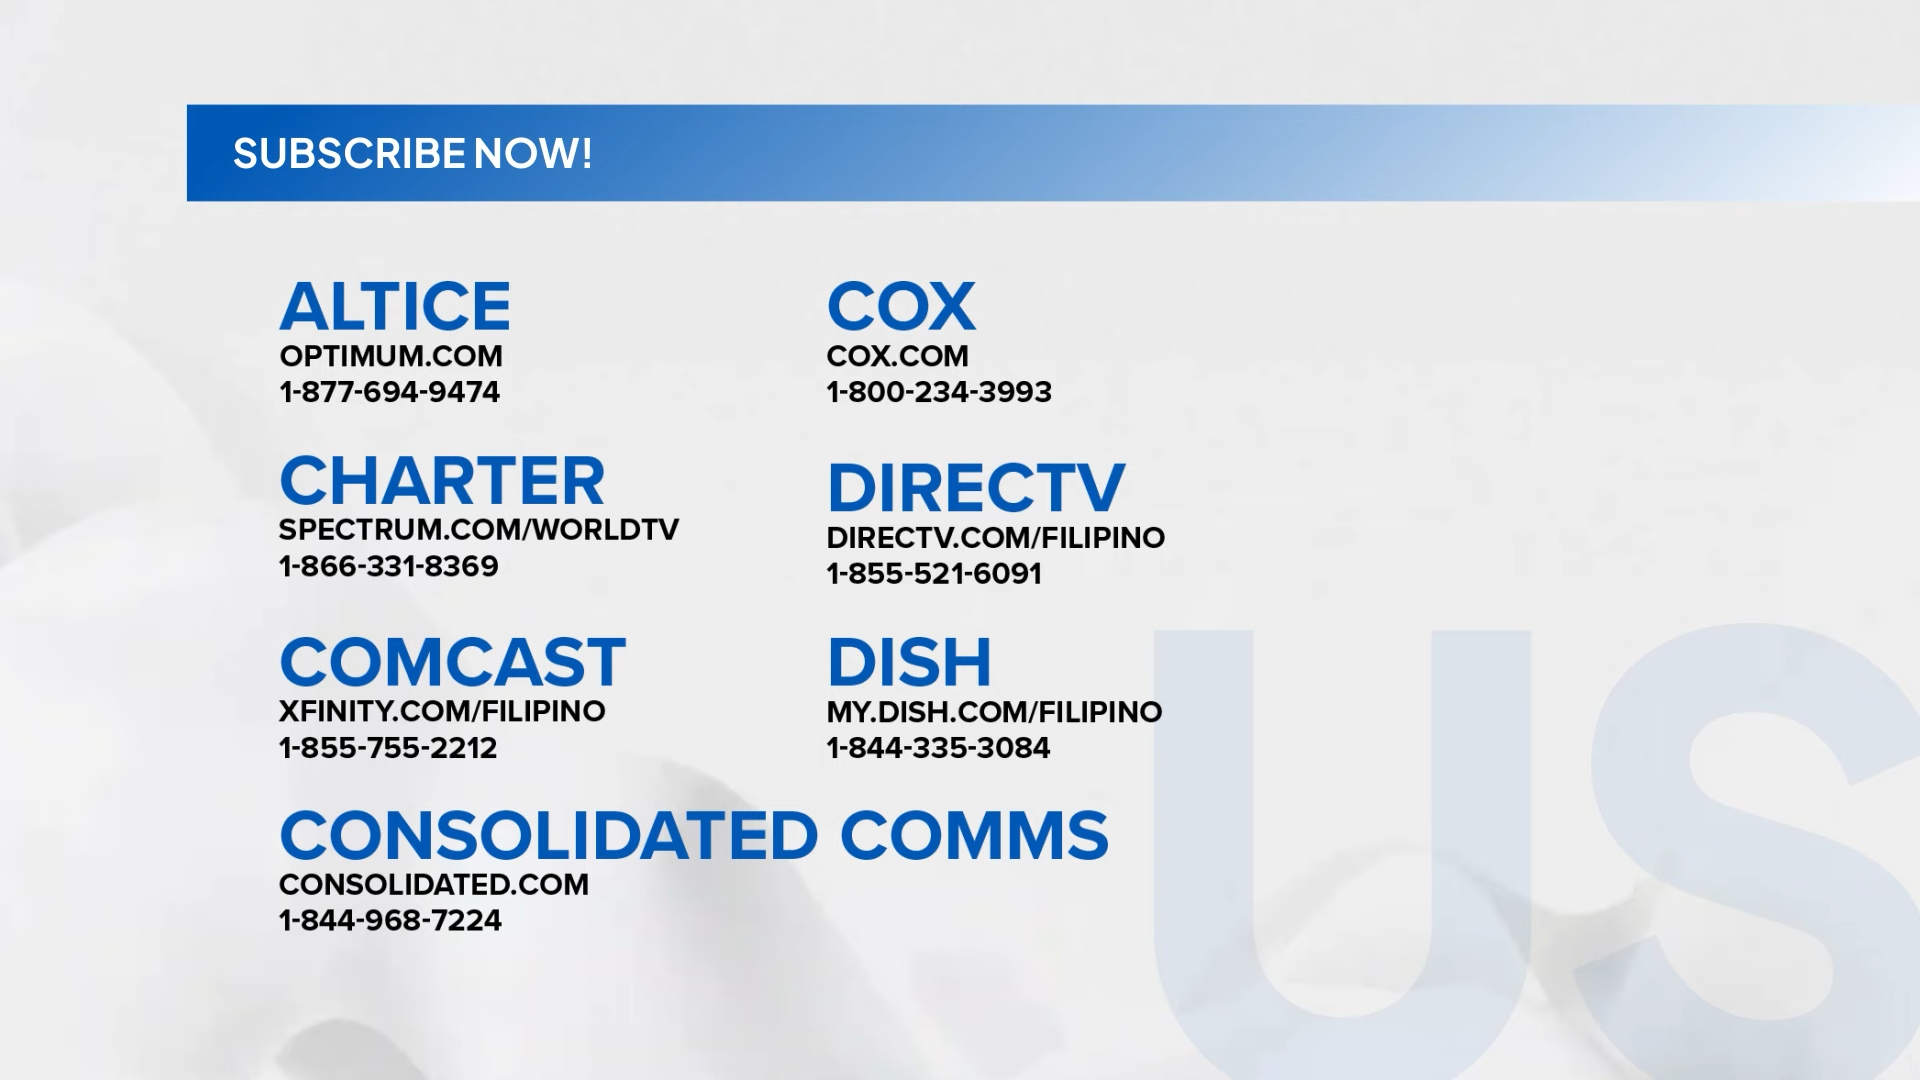 SUBSCRIBE NOW!
ALTICE
OPTIMUM.COM
1-877-694-9474
CHARTER
SPECTRUM.COM/WORLDTV
1-866-331-8369
COMCAST
XFINITY.COM/FILIPINO
1-855-755-2212
CONSOLIDATED COMMS
CONSOLIDATED.COM
1-844-968-7224
COX
COX.COM
1-800-234-3993
DIRECTV
DIRECTV.COM/FILIPINO
1-855-521-6091
DISH
MY.DISH.COM/FILIPINO
1-844-335-3084
US